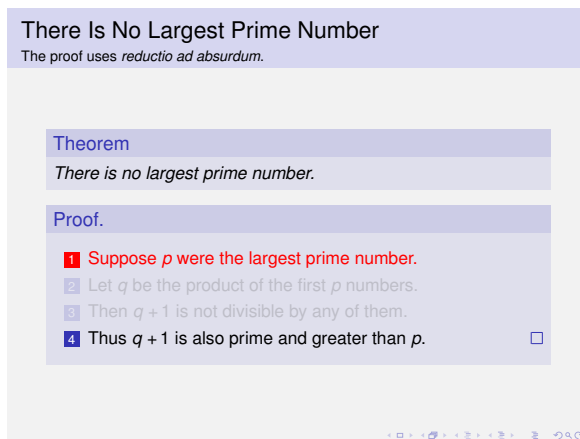 There Is No Largest Prime Number
The proof uses reductio ad absurdum.
Theorem
There is no largest prime number.
Proof.
1 Suppose p were the largest prime number.
2 Let q be the product of the first p numbers.
3 Then q + 1 is not divisible by any of them.
4 Thus q + 1 is also prime and greater than p.